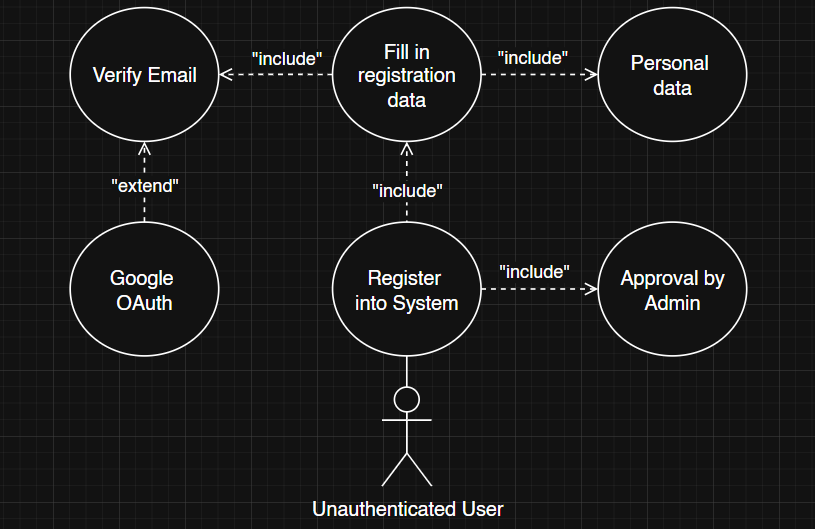 Verify Email
"include"
Fill in
registration
data
"include"
Personal
data
"extend"
"include"
Google
OAuth
Register
into System
"include"
Approval by
Admin
Unauthenticated User